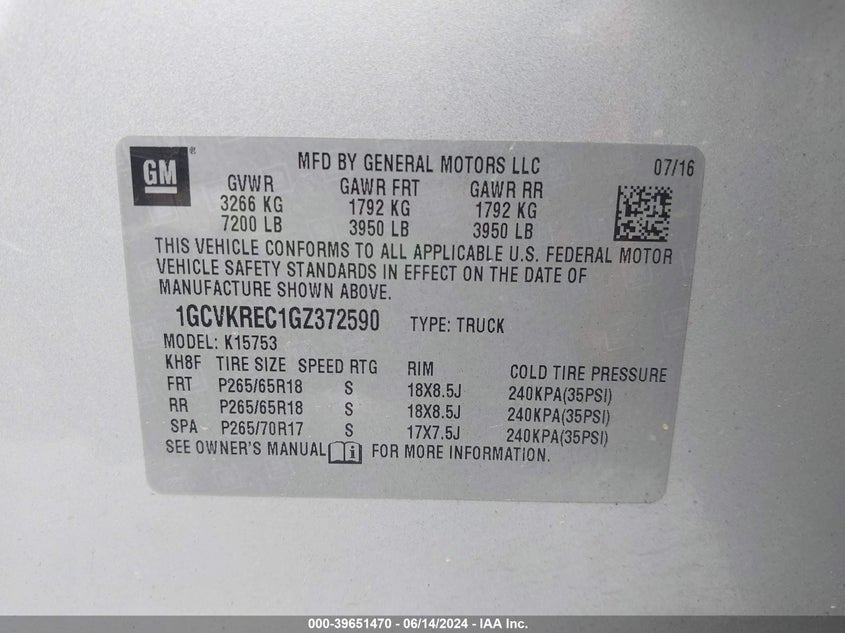 GM ®
MFD BY GENERAL MOTORS LLC 07/16
GVWR GAWR FRT GAWR RR
3266 KG 1792 KG 1792 KG
7200 LB 3950 LB 3950 LB
THIS VEHICLE CONFORMS TO ALL APPLICABLE U.S. FEDERAL MOTOR
VEHICLE SAFETY STANDARDS IN EFFECT ON THE DATE OF
MANUFACTURE SHOWN ABOVE.
1GCVKREC1GZ372590 TYPE: TRUCK
MODEL: K15753
KH8F TIRE SIZE SPEED RTG RIM COLD TIRE PRESSURE
FRT P265/65R18 S 18X8.5J 240KPA(35PSI)
RR P265/65R18 S 18X8.5J 240KPA(35PSI)
SPA P265/70R17 S 17X7.5J 240KPA(35PSI)
SEE OWNER'S MANUAL i FOR MORE INFORMATION.
000-39651470 - 06/14/2024 - IAA Inc.